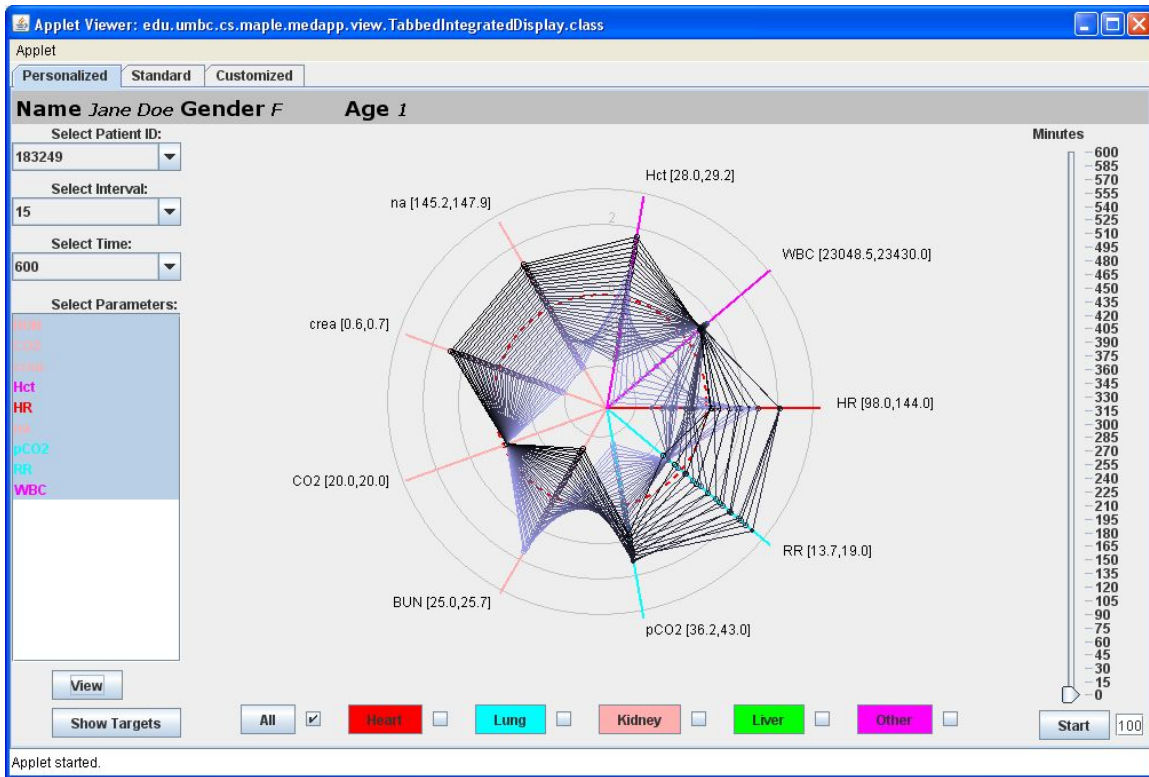 Applet Viewer: edu.umbc.cs.maple.medapp.view.TabbedIntegratedDisplay.class
Applet
Personalized Standard Customized
Name Jane Doe Gender F Age 1
Select Patient ID:
183249
Select Interval:
15
Select Time:
600
Select Parameters:
BUN
CO2
crea
Hct
HR
na
pCO2
RR
WBC
View
Show Targets
2
Hct [28.0,29.2]
na [145.2,147.9]
WBC [23048.5,23430.0]
crea [0.6,0.7]
HR [98.0,144.0]
CO2 [20.0,20.0]
RR [13.7,19.0]
BUN [25.0,25.7]
pCO2 [36.2,43.0]
All Heart Lung Kidney Liver Other
Minutes
600
585
570
555
540
525
510
495
480
465
450
435
420
405
390
375
360
345
330
315
300
285
270
255
240
225
210
195
180
165
150
135
120
105
90
75
60
45
30
15
0
Start 100
Applet started.